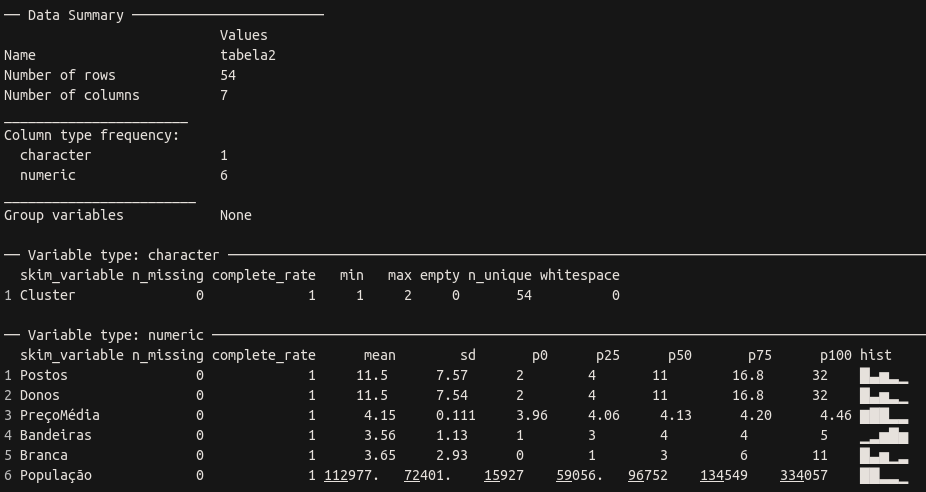 ── Data Summary ────────────────────────
                           Values
Name                       tabela2
Number of rows             54
Number of columns          7
_______________________
Column type frequency:
  character                1
  numeric                  6
________________________
Group variables            None

── Variable type: character ────────────────────────
  skim_variable n_missing complete_rate   min   max empty n_unique whitespace
1 Cluster               0             1     1     2     0       54          0

── Variable type: numeric ────────────────────────
  skim_variable n_missing complete_rate      mean        sd       p0      p25      p50       p75      p100 hist
1 Postos                0             1     11.5      7.57     2        4       11        16.8      32    █▃▅▂▁
2 Donos                 0             1     11.5      7.54     2        4       11        16.8      32    █▃▅▂▁
3 PreçoMédia            0             1      4.15     0.111    3.96     4.06     4.13      4.20      4.46 ▇██▂▂
4 Bandeiras             0             1      3.56     1.13     1        3        4         4         5    ▁▂▅█▆
5 Branca                0             1      3.65     2.93     0        1        3         6        11    █▃▅▂▂
6 População             0             1 112977.   72401.   15927    59056.   96752    134549    334057    ██▂▂▁